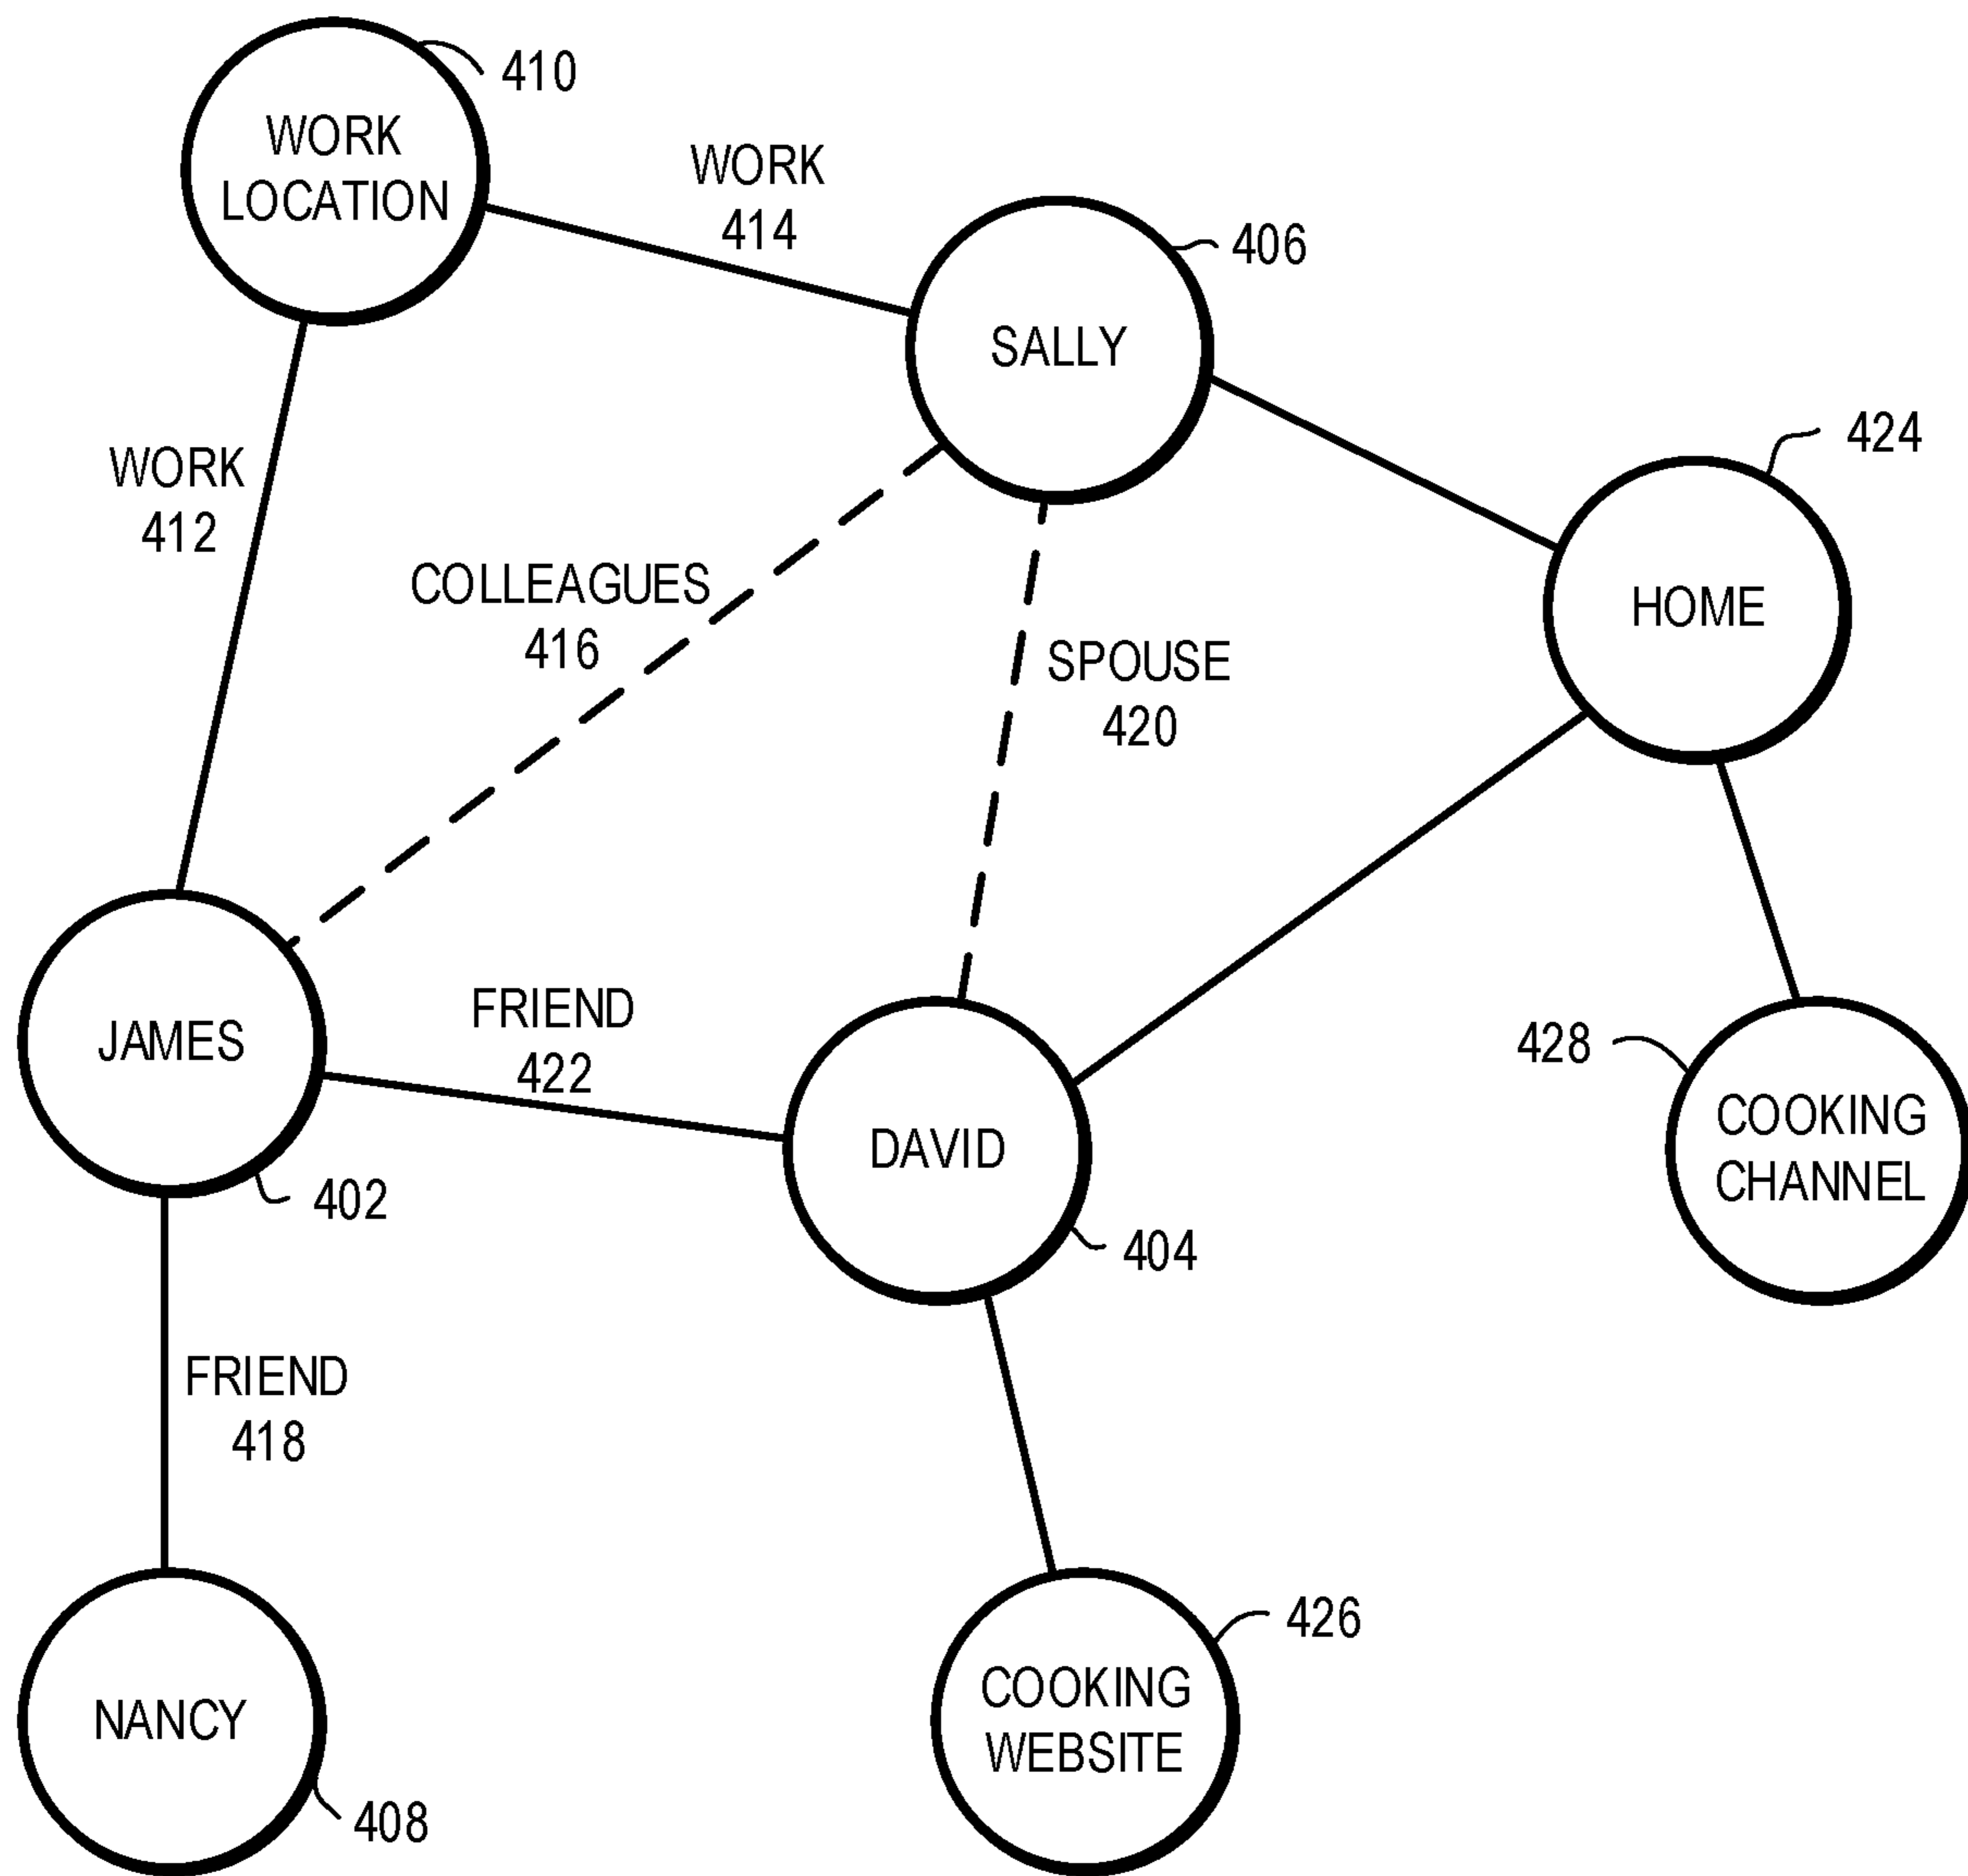 410
WORK
LOCATION
WORK
414
406
SALLY
424
WORK
412
COLLEAGUES
416
HOME
SPOUSE
420
FRIEND
422
JAMES
428
COOKING
CHANNEL
DAVID
402
404
FRIEND
418
426
COOKING
WEBSITE
NANCY
408